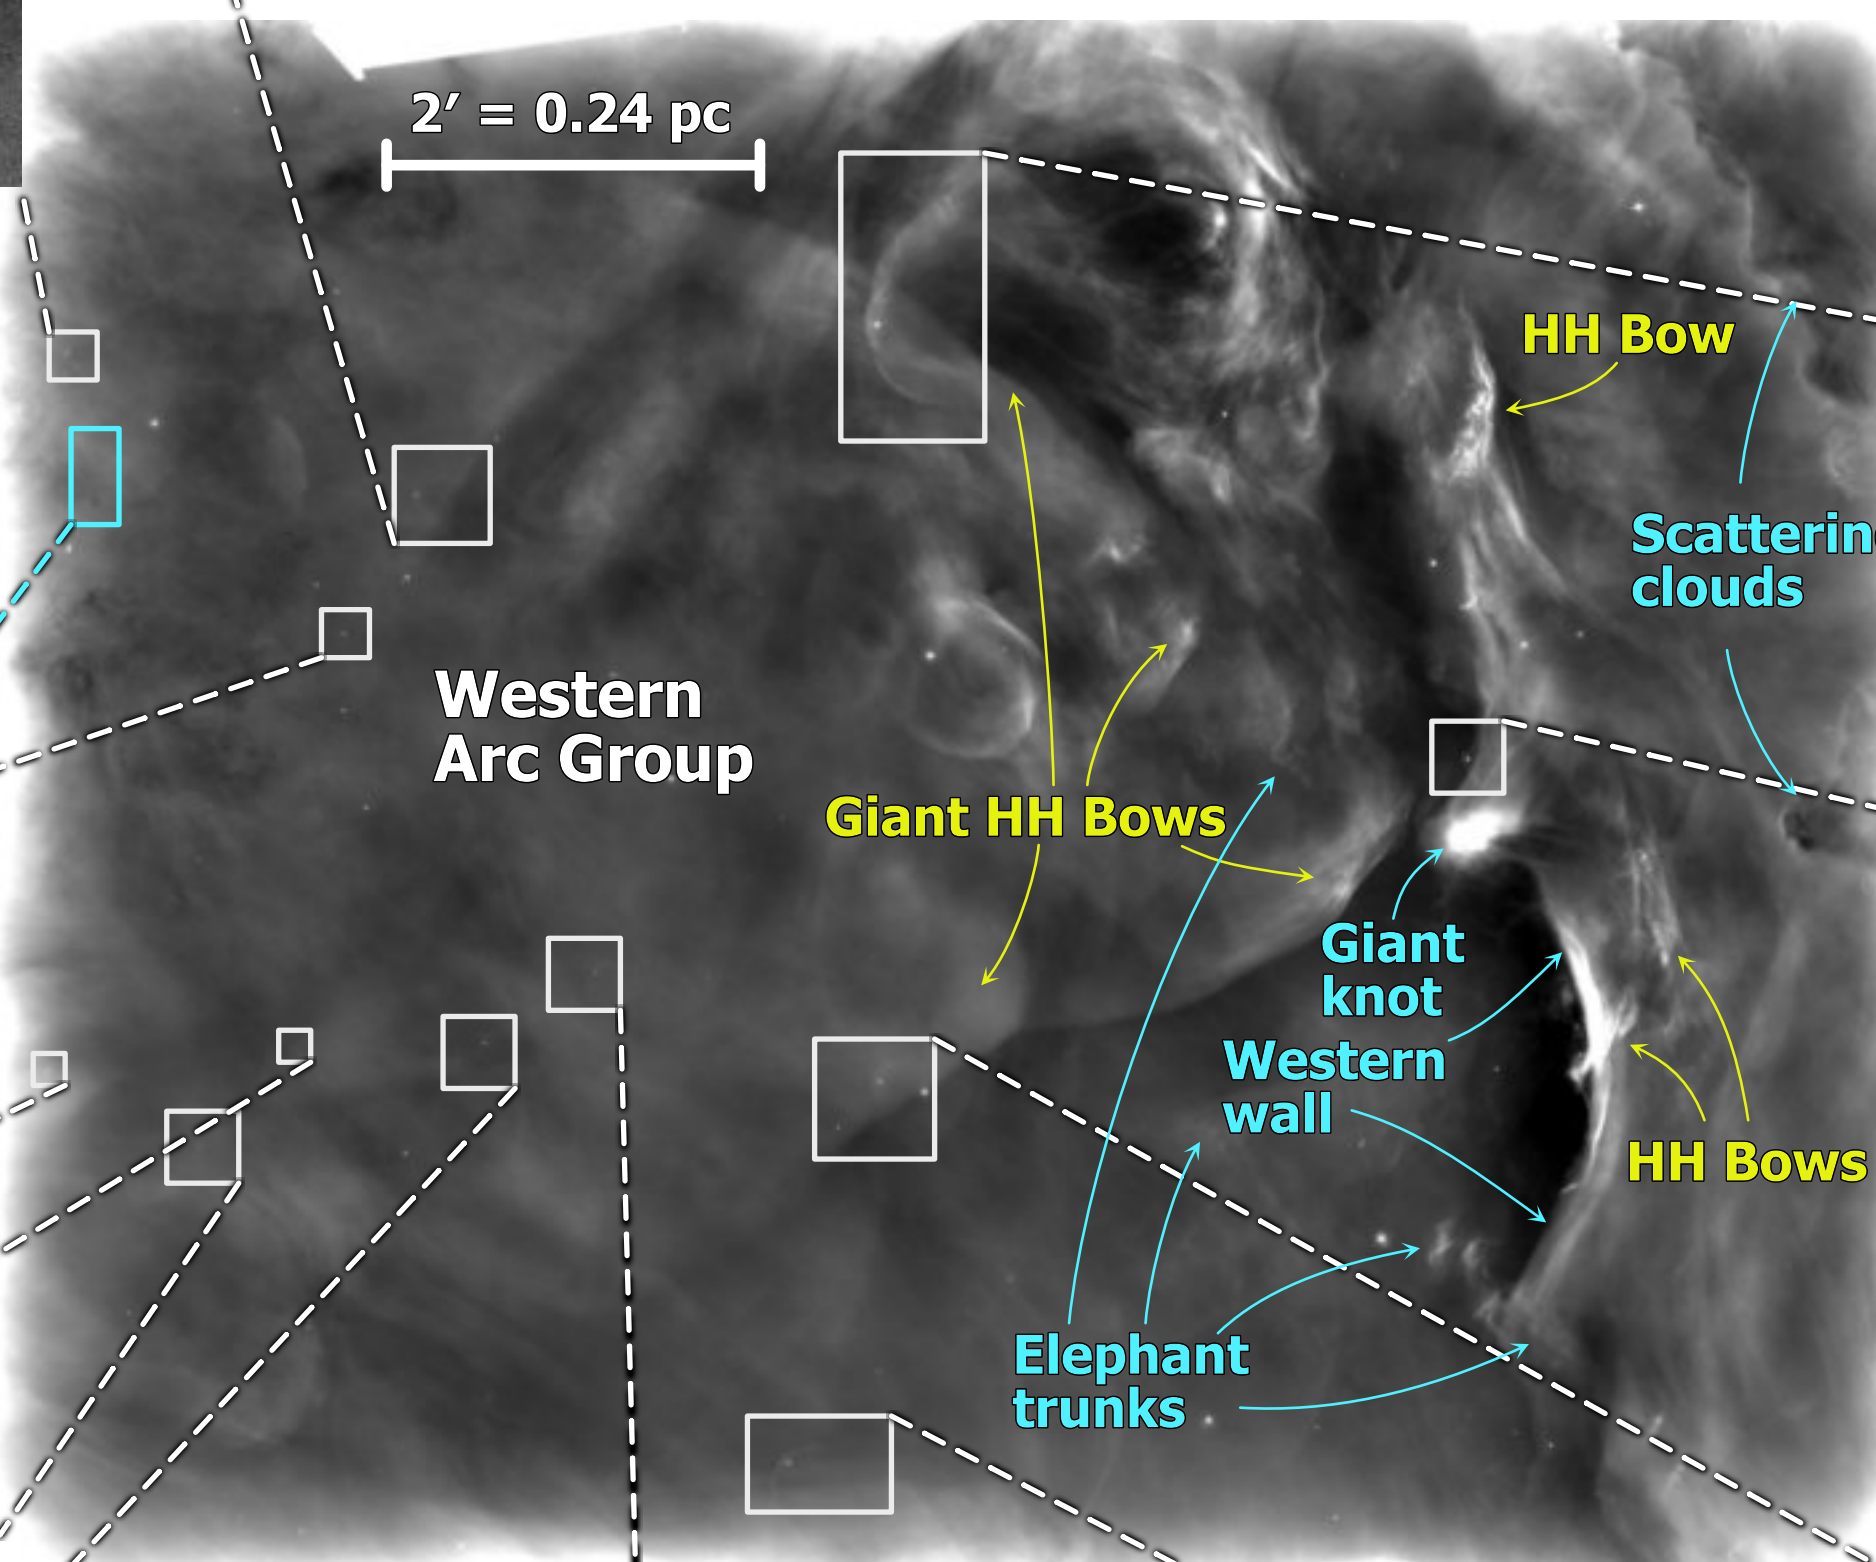 2′ = 0.24 pc
HH Bow
Scatterin
clouds
Western
Arc Group
Giant HH Bows
Giant
knot
Western
wall
HH Bows
Elephant
trunks